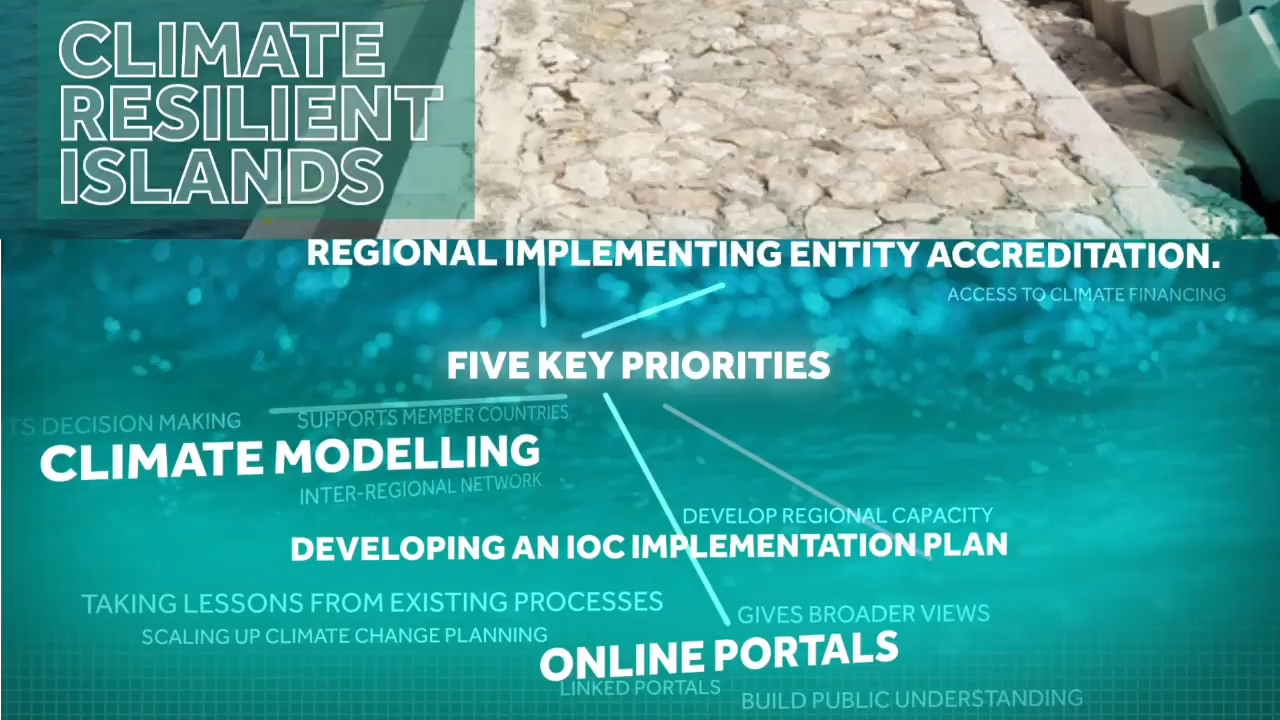 CLIMATE
RESILIENT
ISLANDS
REGIONAL IMPLEMENTING ENTITY ACCREDITATION.
ACCESS TO CLIMATE FINANCING
FIVE KEY PRIORITIES
DECISION MAKING
SUPPORTS MEMBER COUNTRIES
CLIMATE MODELLING
INTER-REGIONAL NETWORK
DEVELOP REGIONAL CAPACITY
DEVELOPING AN IOC IMPLEMENTATION PLAN
TAKING LESSONS FROM EXISTING PROCESSES
GIVES BROADER VIEWS
SCALING UP CLIMATE CHANGE PLANNING
ONLINE PORTALS
LINKED PORTALS
BUILD PUBLIC UNDERSTANDING